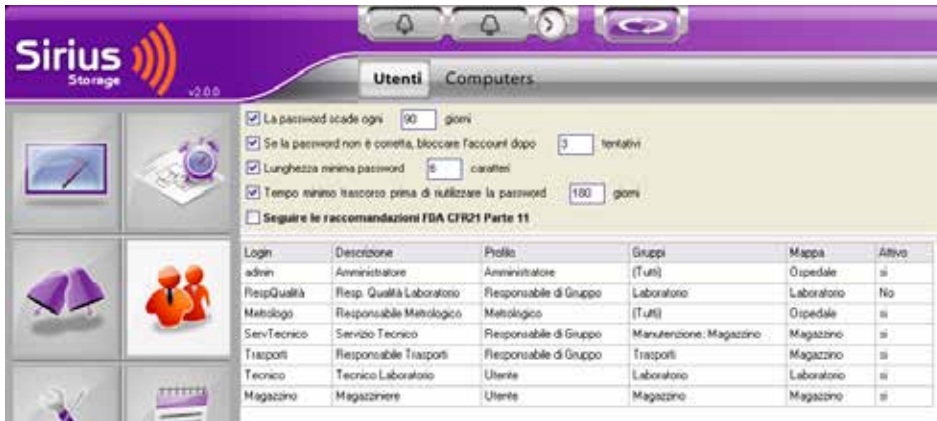 Sirius
Storage
v2.0.0
Utenti Computers
La password scade ogni 90 giorni
Se la password non è corretta, bloccare l'account dopo 3 tentativi
Lunghezza minima password 6 caratteri
Tempo minimo trascorso prima di riutilizzare la password 180 giorni
Seguire le raccomandazioni FDA CFR21 Parte 11
Login Descrizione Profilo Gruppi Mappa Attivo
admin Amministratore Amministratore (Tutti) Ospedale si
RespQualità Resp. Qualità Laboratorio Responsabile di Gruppo Laboratorio Laboratorio No
Metrologo Responsabile Metrologico Metrologico (Tutti) Ospedale si
ServTecnico Servizio Tecnico Responsabile di Gruppo Manutenzione; Magazzino Magazzino si
Trasporti Responsabile Trasporti Responsabile di Gruppo Trasporti Magazzino si
Tecnico Tecnico Laboratorio Utente Laboratorio Laboratorio si
Magazzino Magazziniere Utente Magazzino Magazzino si